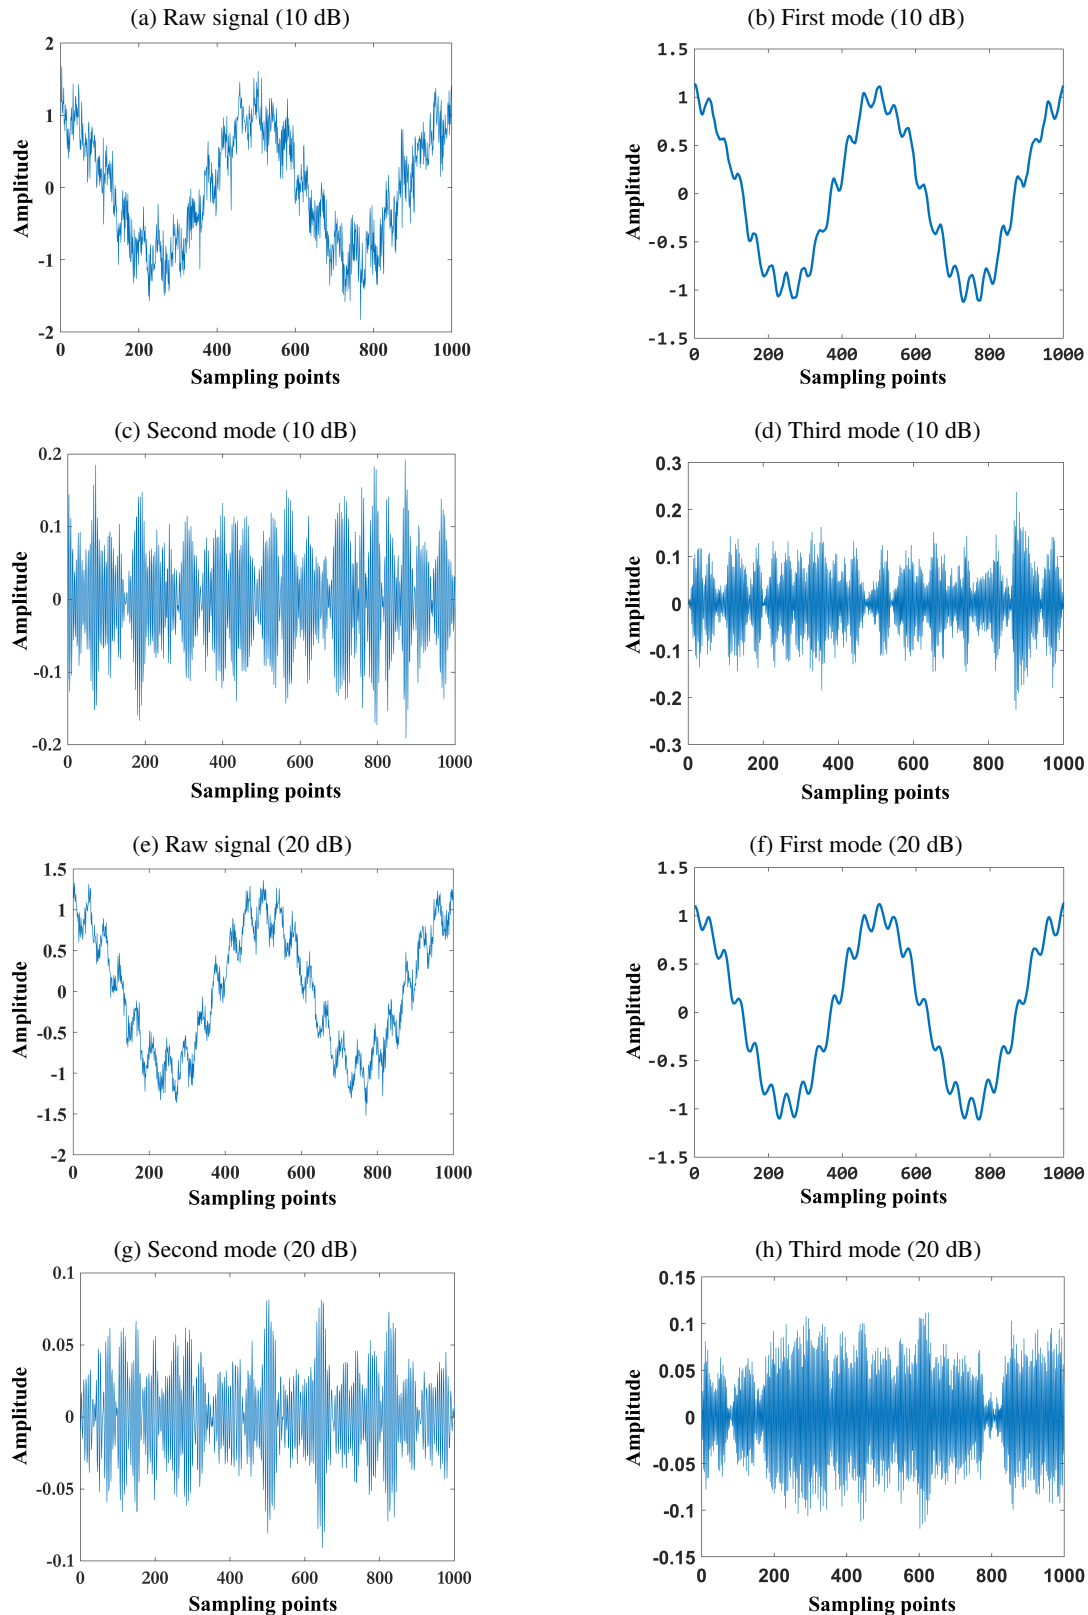 (a) Raw signal (10 dB)
2
1
0
-1
-2
Amplitude
0 200 400 600 800 1000
Sampling points
(b) First mode (10 dB)
1.5
1
0.5
0
-0.5
-1
-1.5
Amplitude
0 200 400 600 800 1000
Sampling points
(c) Second mode (10 dB)
0.2
0.1
0
-0.1
-0.2
Amplitude
0 200 400 600 800 1000
Sampling points
(d) Third mode (10 dB)
0.3
0.2
0.1
0
-0.1
-0.2
-0.3
Amplitude
0 200 400 600 800 1000
Sampling points
(e) Raw signal (20 dB)
1.5
1
0.5
0
-0.5
-1
-1.5
-2
Amplitude
0 200 400 600 800 1000
Sampling points
(f) First mode (20 dB)
1.5
1
0.5
0
-0.5
-1
-1.5
Amplitude
0 200 400 600 800 1000
Sampling points
(g) Second mode (20 dB)
0.1
0.05
0
-0.05
-0.1
Amplitude
0 200 400 600 800 1000
Sampling points
(h) Third mode (20 dB)
0.15
0.1
0.05
0
-0.05
-0.1
-0.15
Amplitude
0 200 400 600 800 1000
Sampling points